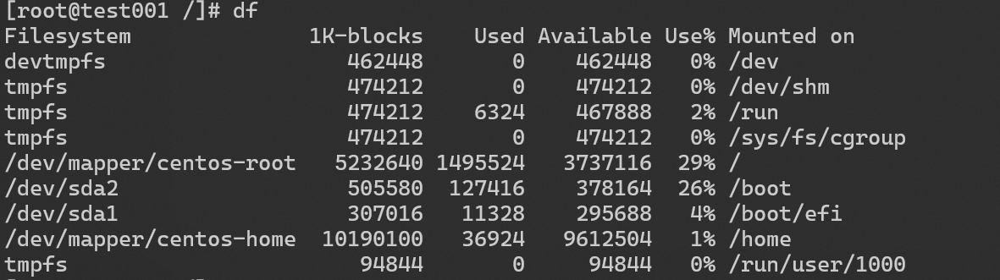 [root@test001 /]# df
Filesystem              1K-blocks    Used Available Use% Mounted on
devtmpfs                   462448       0    462448   0% /dev
tmpfs                      474212       0    474212   0% /dev/shm
tmpfs                      474212    6324    467888   2% /run
tmpfs                      474212       0    474212   0% /sys/fs/cgroup
/dev/mapper/centos-root   5232640 1495524   3737116  29% /
/dev/sda2                  505580  127416    378164  26% /boot
/dev/sda1                  307016   11328    295688   4% /boot/efi
/dev/mapper/centos-home  10190100   36924   9612504   1% /home
tmpfs                       94844       0     94844   0% /run/user/1000